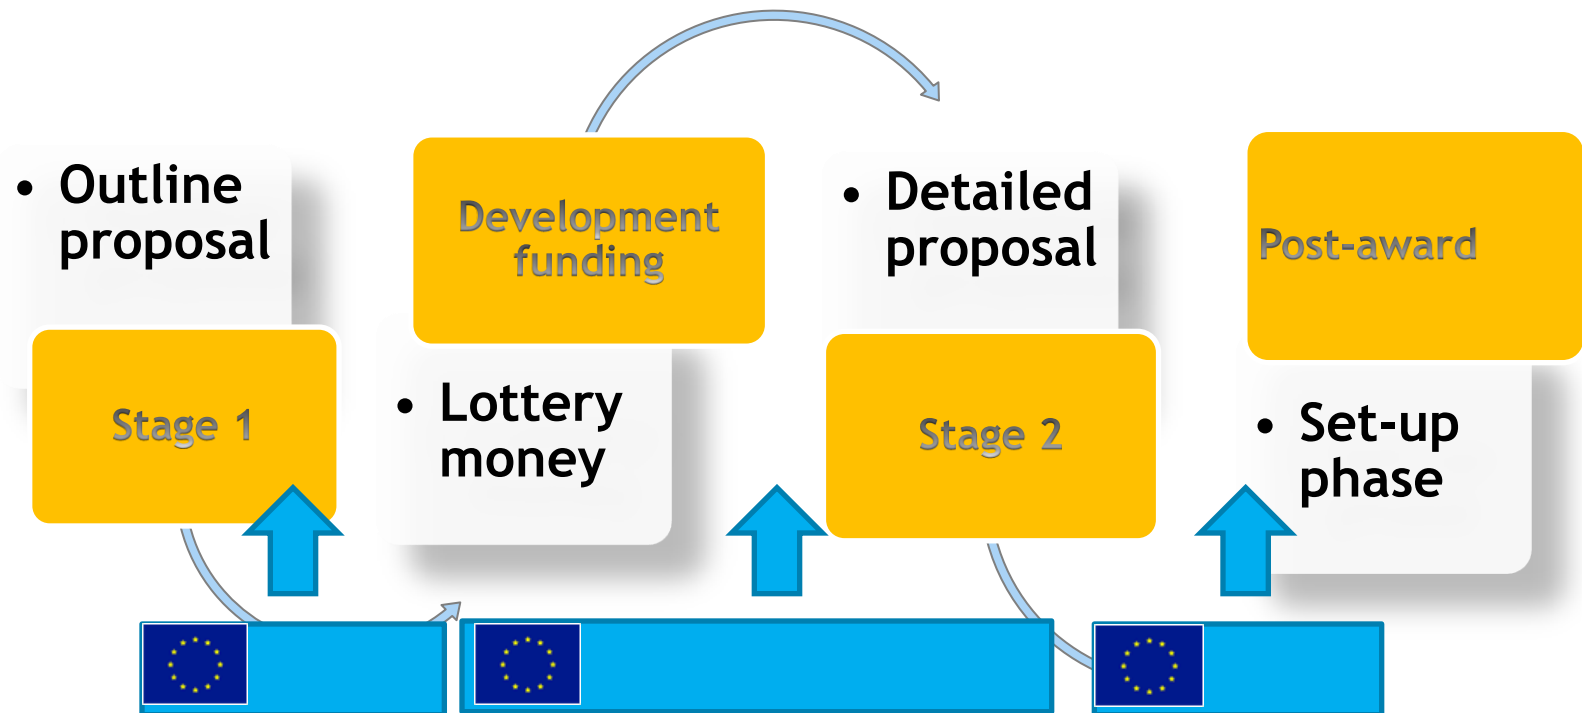 • Outline
proposal
Stage 1
Development
funding
• Lottery
money
• Detailed
proposal
Stage 2
Post-award
• Set-up
phase